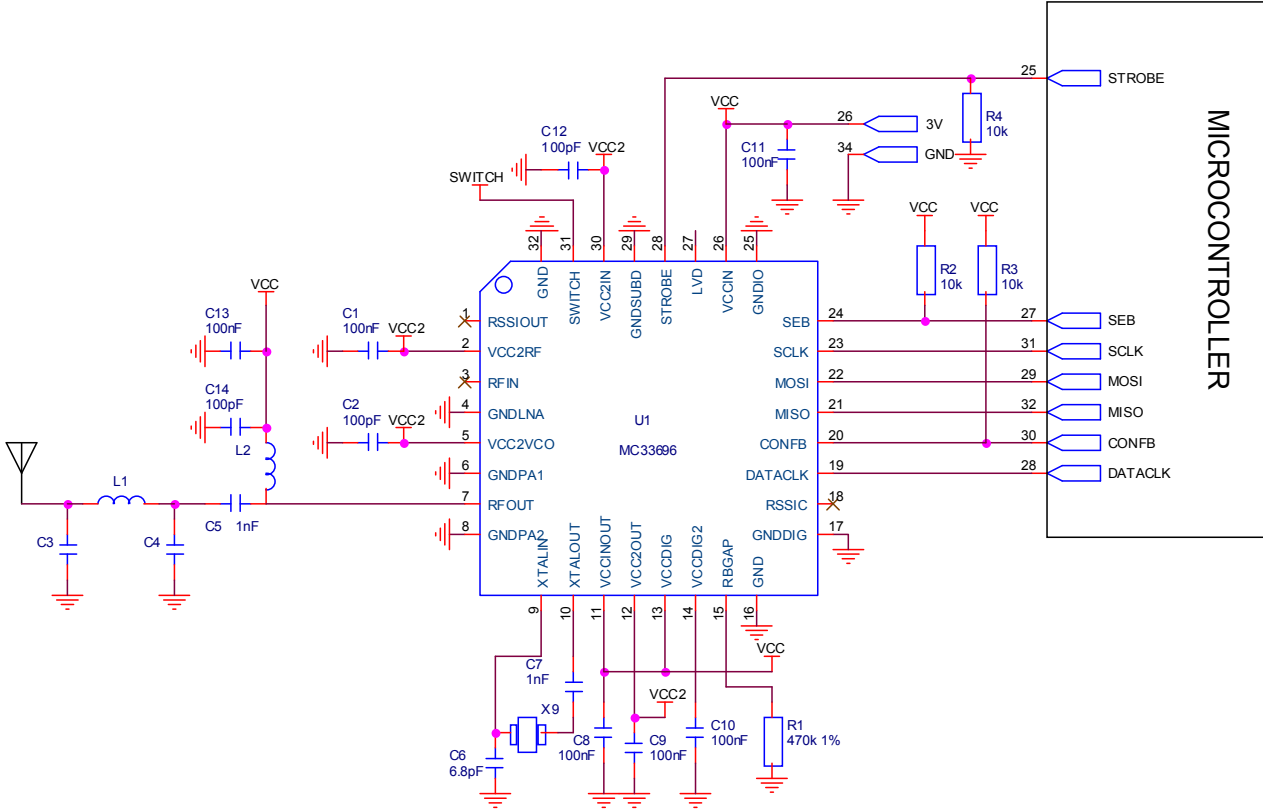 25
STROBE
VCC
26
3V
R4
10k
C12
100pF
VCC2
C11
100nF
34
GND
MICROCONTROLLER
SWITCH
VCC
VCC
32
31
30
29
28
27
26
25
R2
10k
R3
10k
GND
SWITCH
VCC2IN
GNDSUBD
STROBE
LVD
VCCIN
GNDIO
VCC
C13
100nF
C1
100nF
VCC2
1
RSSIOUT
SEB
24
27
SEB
2
VCC2RF
SCLK
23
31
SCLK
3
RFIN
MOSI
22
29
MOSI
C14
100pF
C2
100pF
VCC2
4
GNDLNA
U1
MISO
21
32
MISO
L2
5
VCC2VCO
MC33696
CONFB
20
30
CONFB
6
GNDPA1
DATACLK
19
28
DATACLK
L1
7
RFOUT
RSSIC
18
C5
1nF
C3
C4
8
GNDPA2
GNDDIG
17
XTALIN
XTALOUT
VCCINOUT
VCC2OUT
VCCDIG
VCCDIG2
RBGAP
GND
9
10
11
12
13
14
15
16
VCC
C7
1nF
VCC2
X9
C6
6.8pF
C8
100nF
C9
100nF
C10
100nF
R1
470k 1%